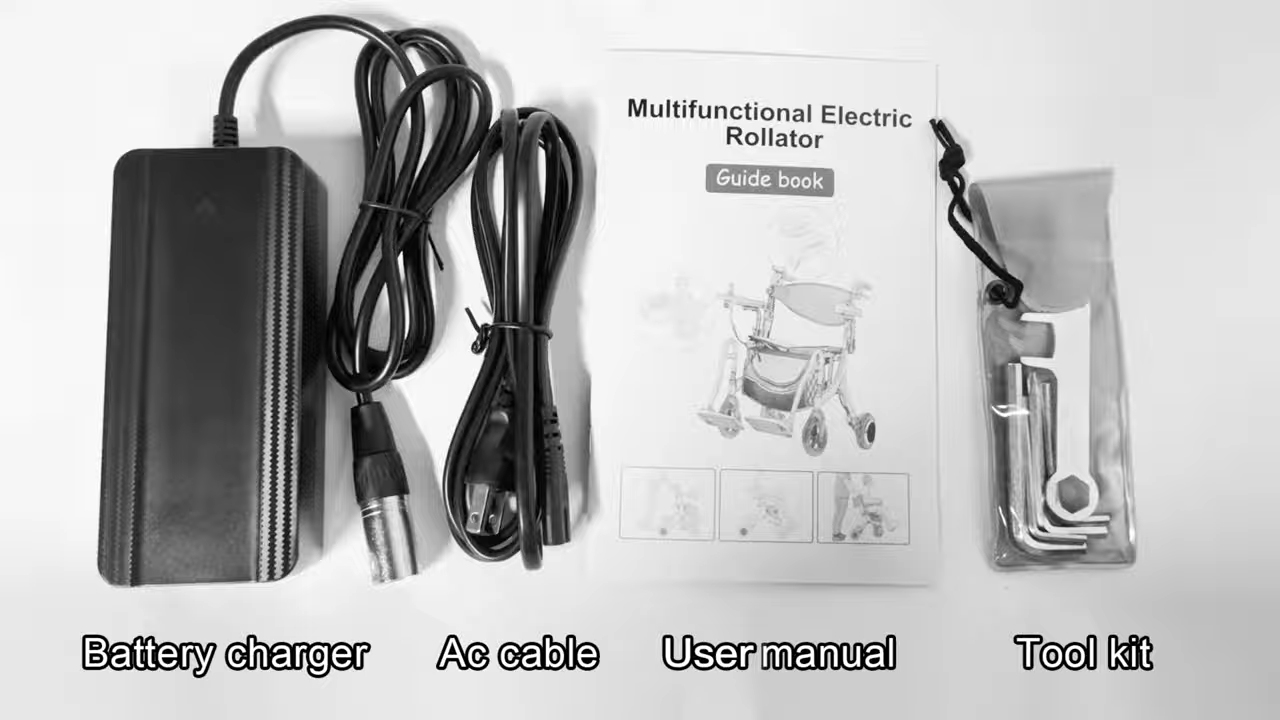 Multifunctional Electric
Rollator
Guide book
Battery charger
Ac cable
User manual
Tool kit